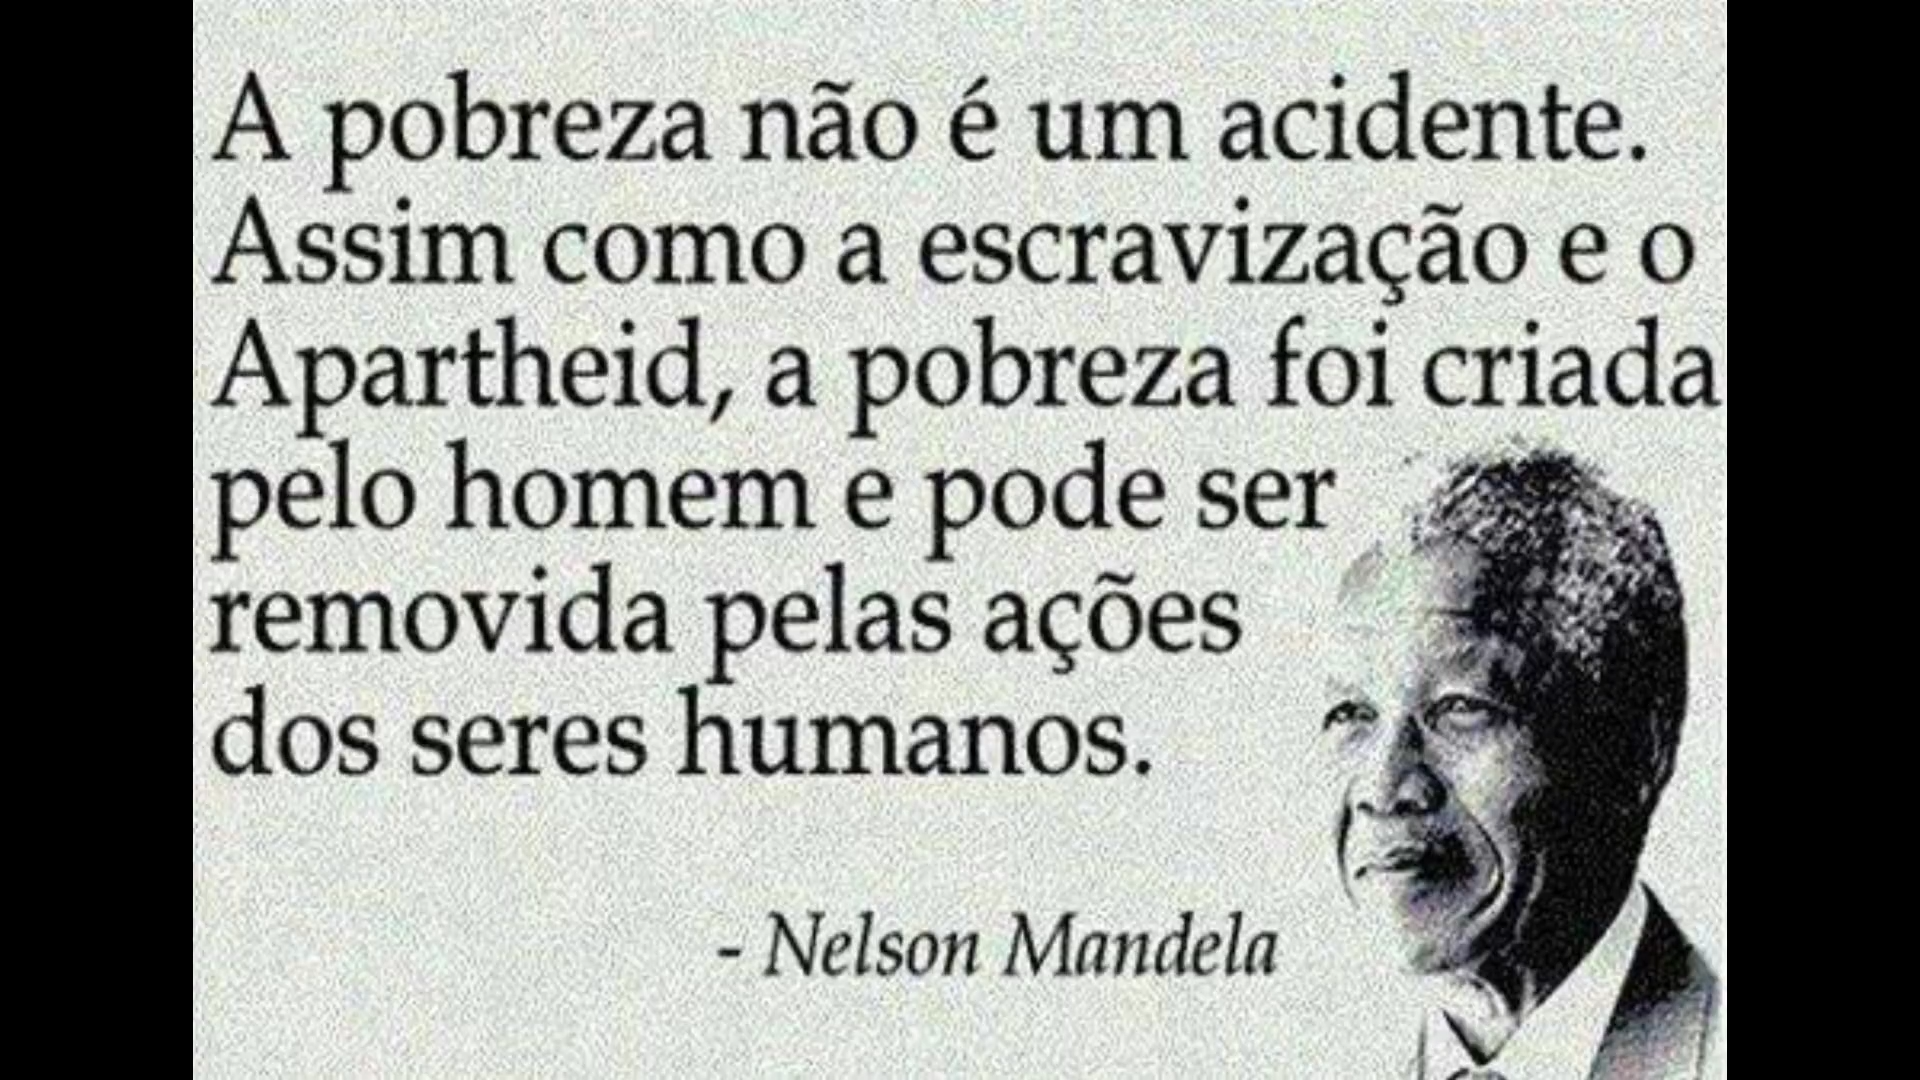 A pobreza não é um acidente.
Assim como a escravização e o
Apartheid, a pobreza foi criada
pelo homem e pode ser
removida pelas ações
dos seres humanos.
- Nelson Mandela